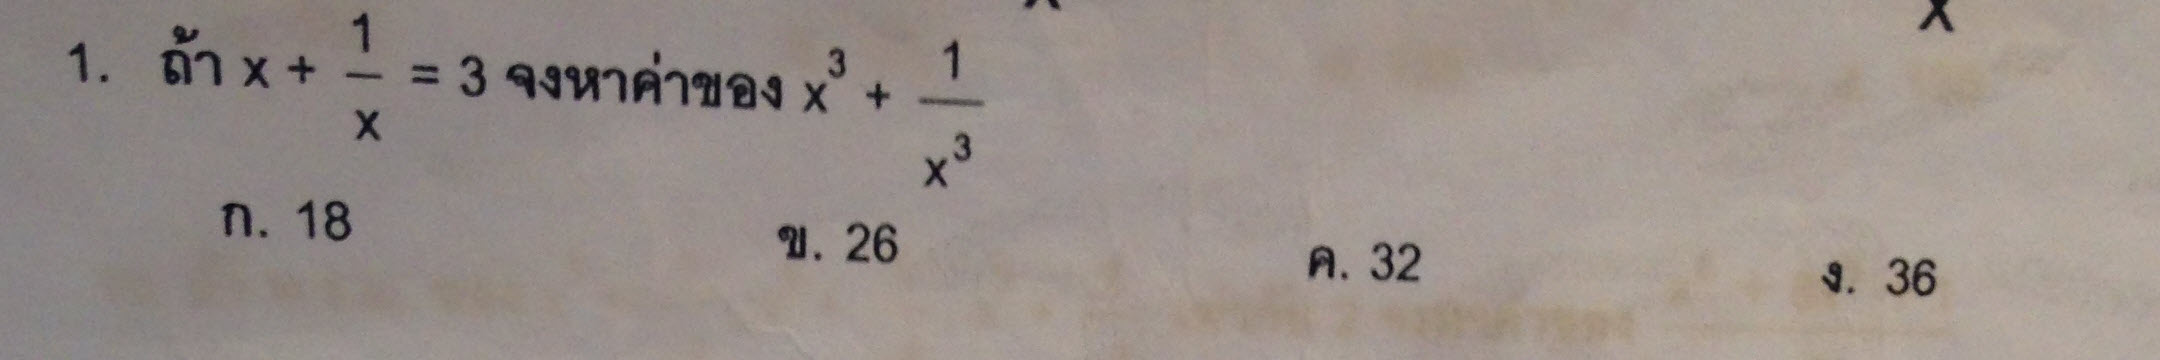 x
1. ถ้า x + 1/x = 3 จงหาค่าของ x³ + 1/x³
ก. 18 ข. 26 ค. 32 ง. 36